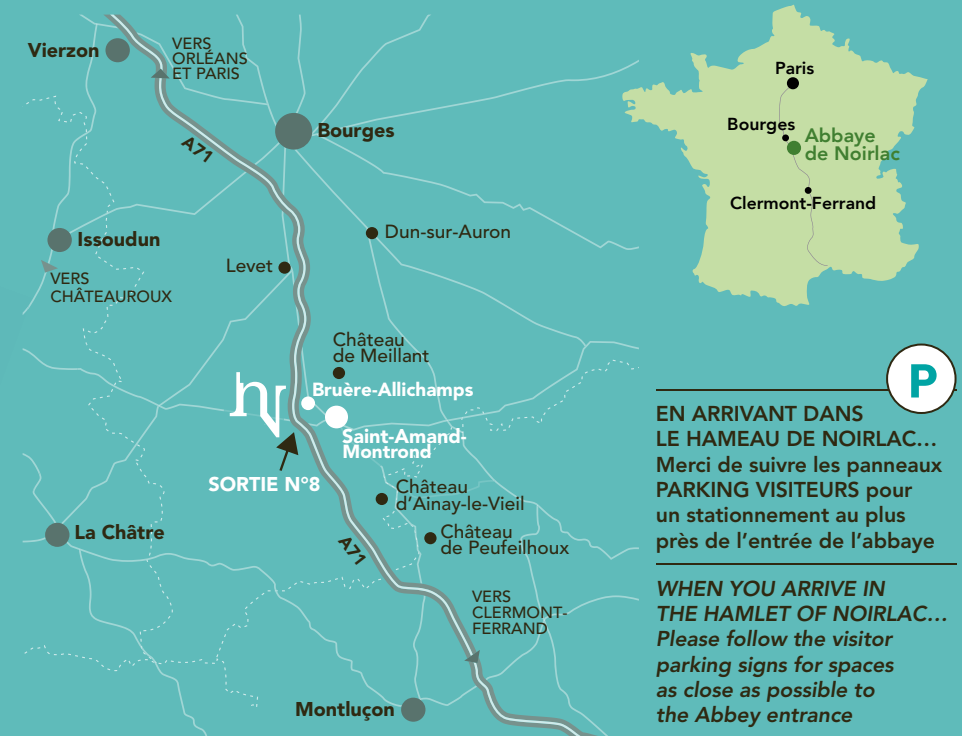 Vierzon
VERS
ORLÉANS
ET PARIS
A71
Bourges
Issoudun
VERS
CHÂTEAUROUX
Levet
Dun-sur-Auron
Château
de Meillant
Bruère-Allichamps
Saint-Amand-
Montrond
SORTIE N°8
Château
d'Ainay-le-Vieil
La Châtre
Château
de Peufeilhoux
A71
VERS
CLERMONT-
FERRAND
Montluçon
Paris
Bourges
Abbaye
de Noirlac
Clermont-Ferrand
P
EN ARRIVANT DANS
LE HAMEAU DE NOIRLAC…
Merci de suivre les panneaux
PARKING VISITEURS pour
un stationnement au plus
près de l'entrée de l'abbaye
WHEN YOU ARRIVE IN
THE HAMLET OF NOIRLAC…
Please follow the visitor
parking signs for spaces
as close as possible to
the Abbey entrance